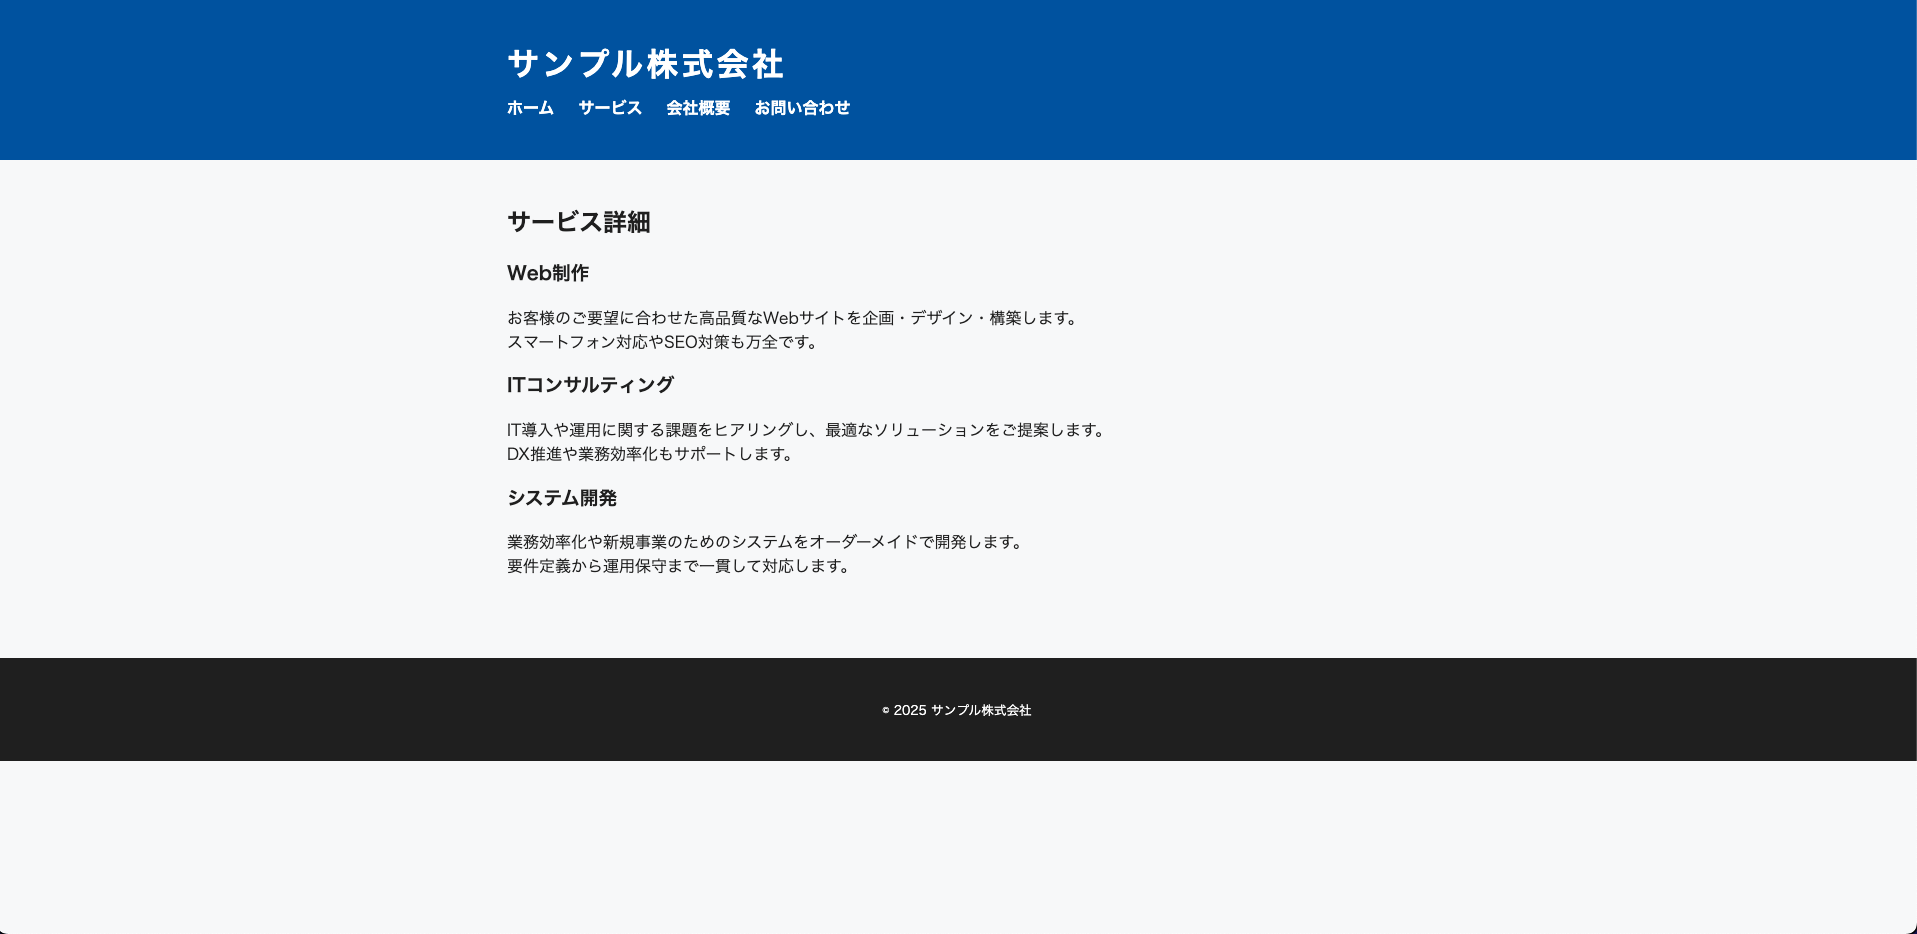 サンプル株式会社
ホーム サービス 会社概要 お問い合わせ
サービス詳細
Web制作
お客様のご要望に合わせた高品質なWebサイトを企画・デザイン・構築します。
スマートフォン対応やSEO対策も万全です。
ITコンサルティング
IT導入や運用に関する課題をヒアリングし、最適なソリューションをご提案します。
DX推進や業務効率化もサポートします。
システム開発
業務効率化や新規事業のためのシステムをオーダーメイドで開発します。
要件定義から運用保守まで一貫して対応します。
© 2025 サンプル株式会社